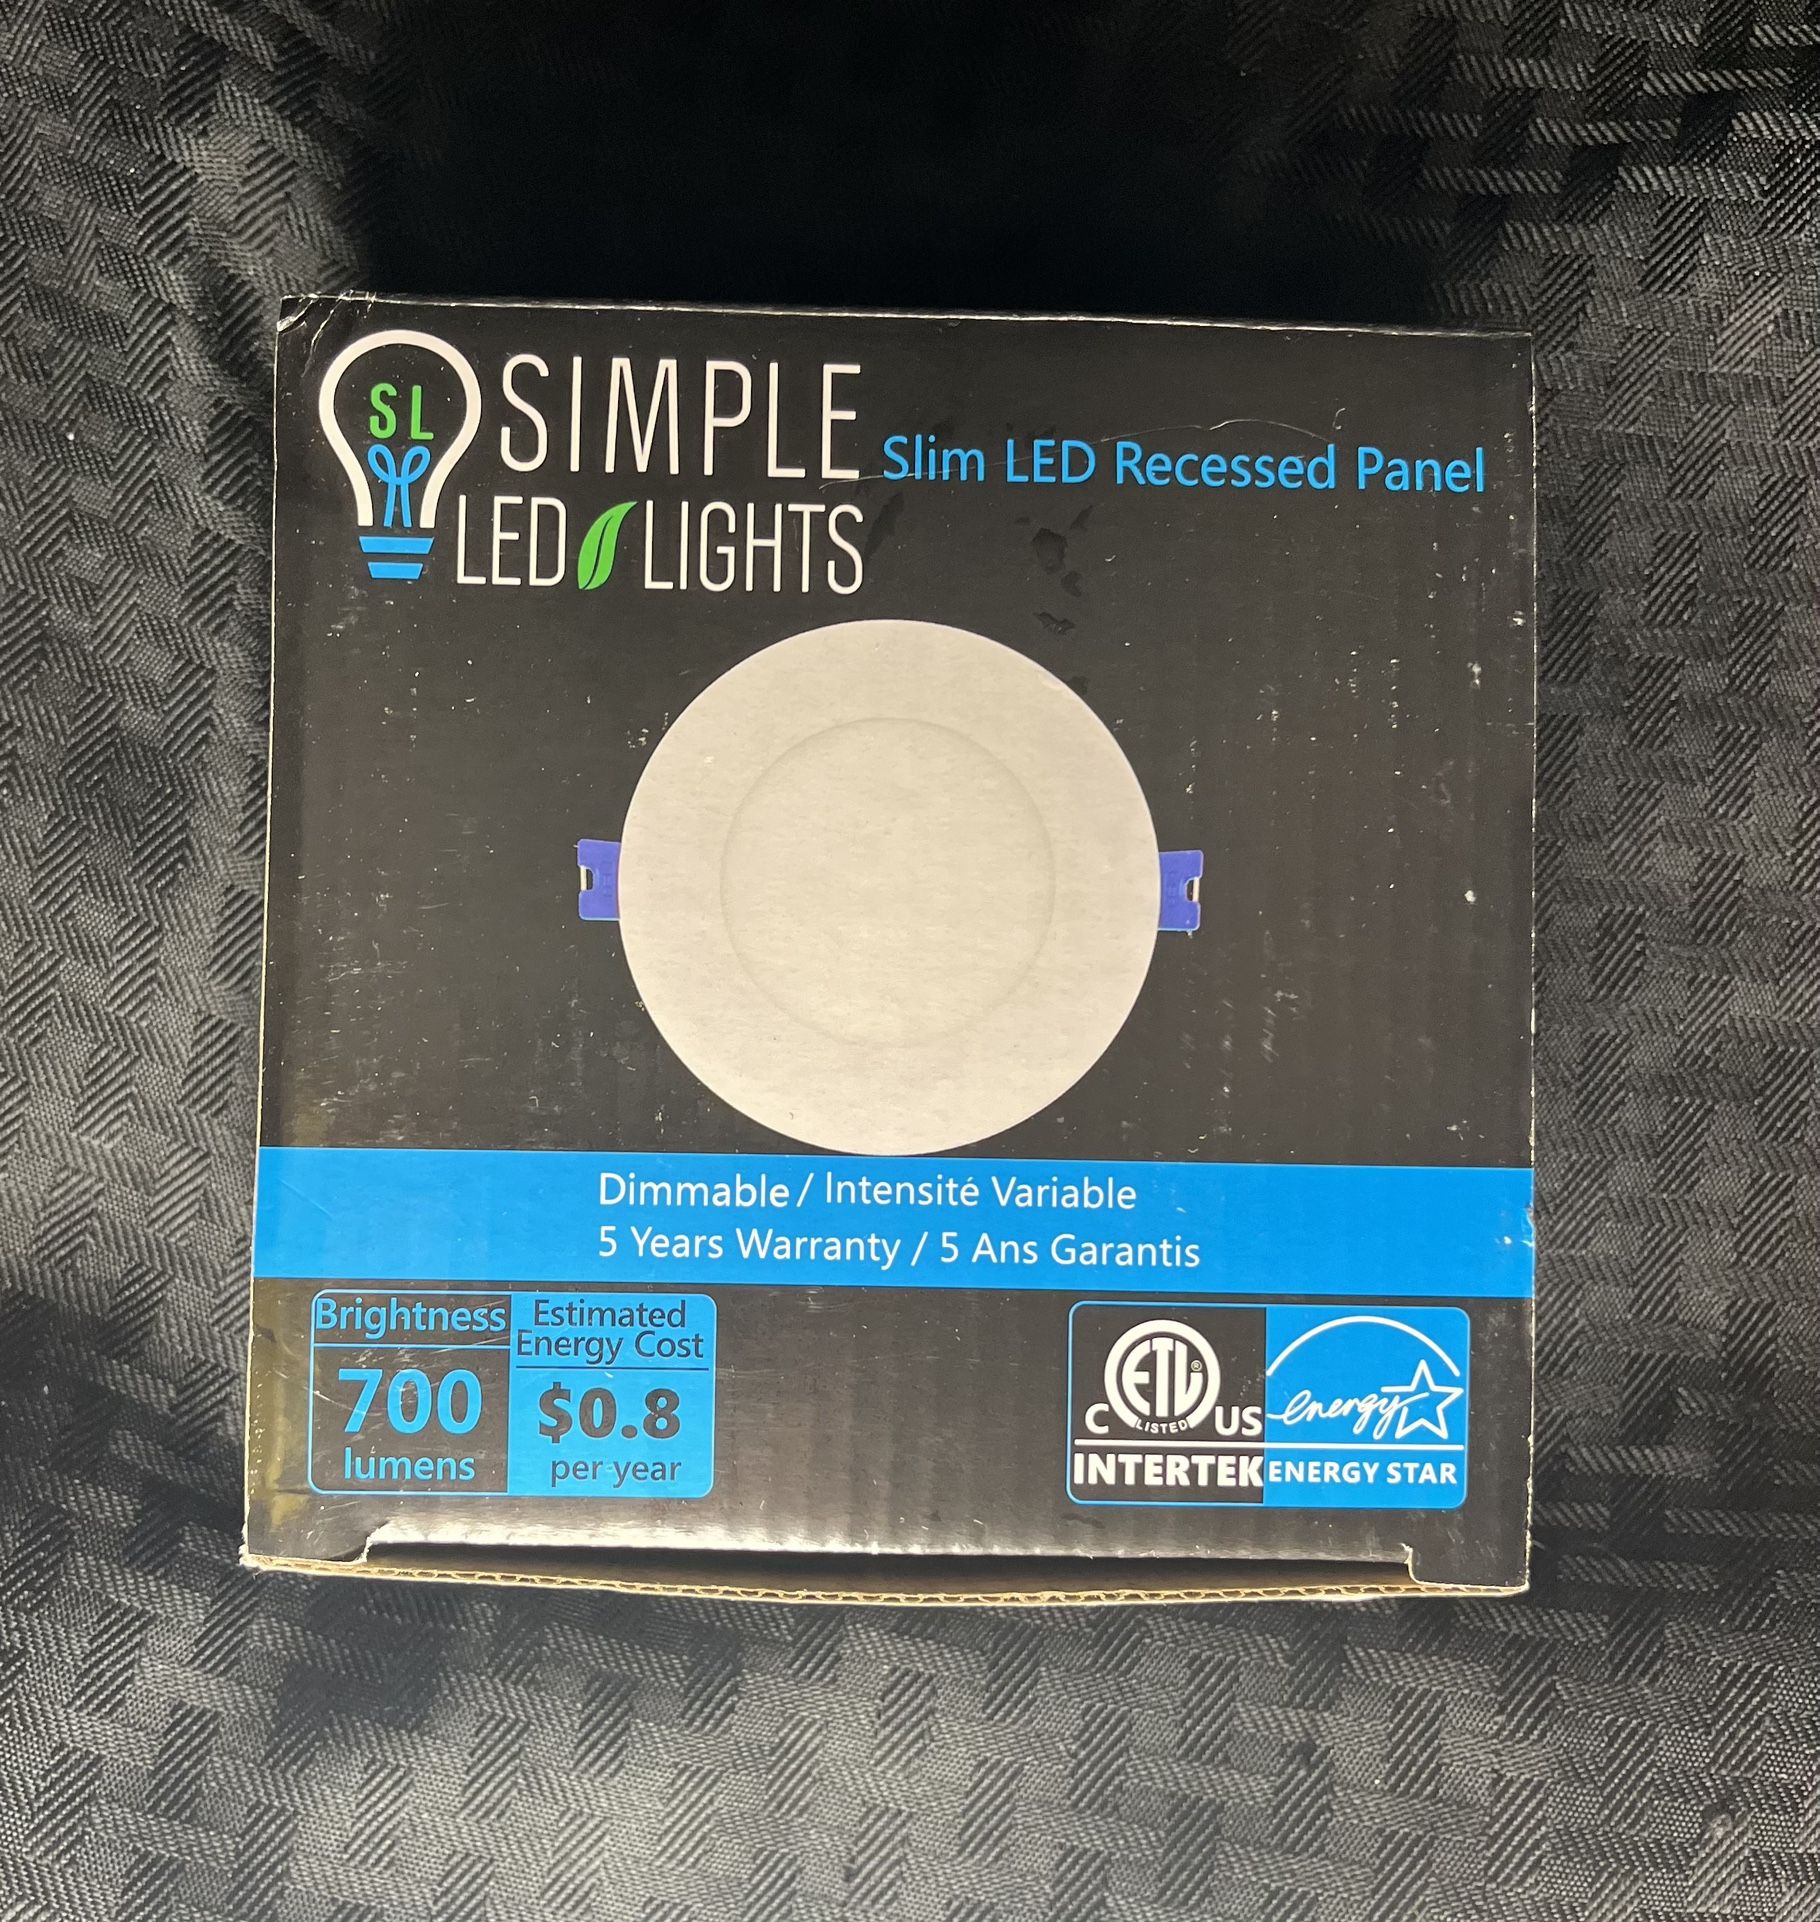 SL
SIMPLE
LED LIGHTS
Slim LED Recessed Panel
Dimmable / Intensité Variable
5 Years Warranty / 5 Ans Garantis
Brightness
700
lumens
Estimated
Energy Cost
$0.8
per year
C ETL® US
LISTED
INTERTEK
energy
ENERGY STAR